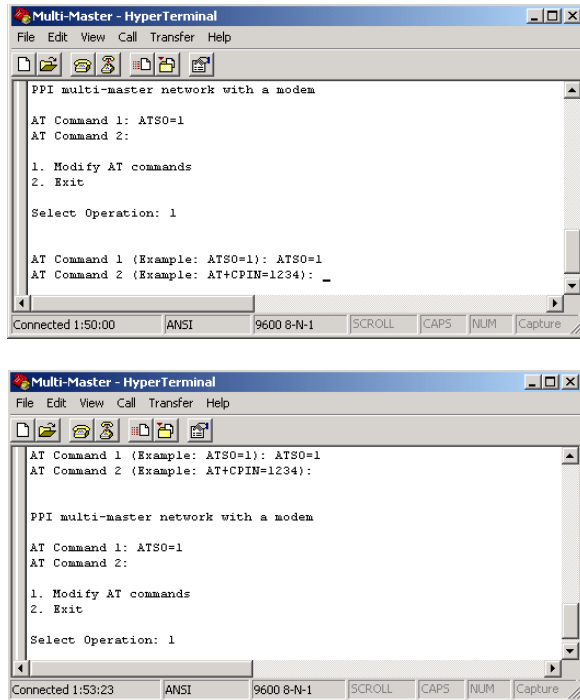 Multi-Master - HyperTerminal
File Edit View Call Transfer Help
PPI multi-master network with a modem
AT Command 1: ATS0=1
AT Command 2:
1. Modify AT commands
2. Exit
Select Operation: 1
AT Command 1 (Example: ATS0=1): ATS0=1
AT Command 2 (Example: AT+CPIN=1234): _
Connected 1:50:00 ANSI 9600 8-N-1 SCROLL CAPS NUM Capture
Multi-Master - HyperTerminal
File Edit View Call Transfer Help
AT Command 1 (Example: ATS0=1): ATS0=1
AT Command 2 (Example: AT+CPIN=1234):
PPI multi-master network with a modem
AT Command 1: ATS0=1
AT Command 2:
1. Modify AT commands
2. Exit
Select Operation: 1
Connected 1:53:23 ANSI 9600 8-N-1 SCROLL CAPS NUM Capture